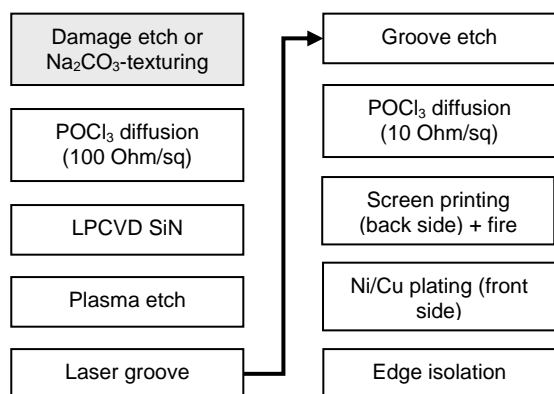 Damage etch or
Na₂CO₃-texturing
POCl₃ diffusion
(100 Ohm/sq)
LPCVD SiN
Plasma etch
Laser groove
Groove etch
POCl₃ diffusion
(10 Ohm/sq)
Screen printing
(back side) + fire
Ni/Cu plating (front
side)
Edge isolation